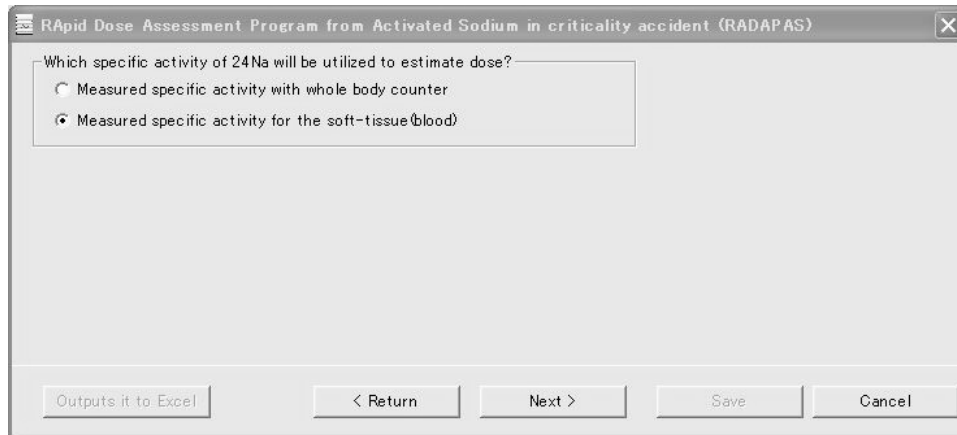 RApid Dose Assessment Program from Activated Sodium in criticality accident (RADAPAS)
Which specific activity of 24Na will be utilized to estimate dose?
Measured specific activity with whole body counter
Measured specific activity for the soft-tissue(blood)
Outputs it to Excel
< Return
Next >
Save
Cancel